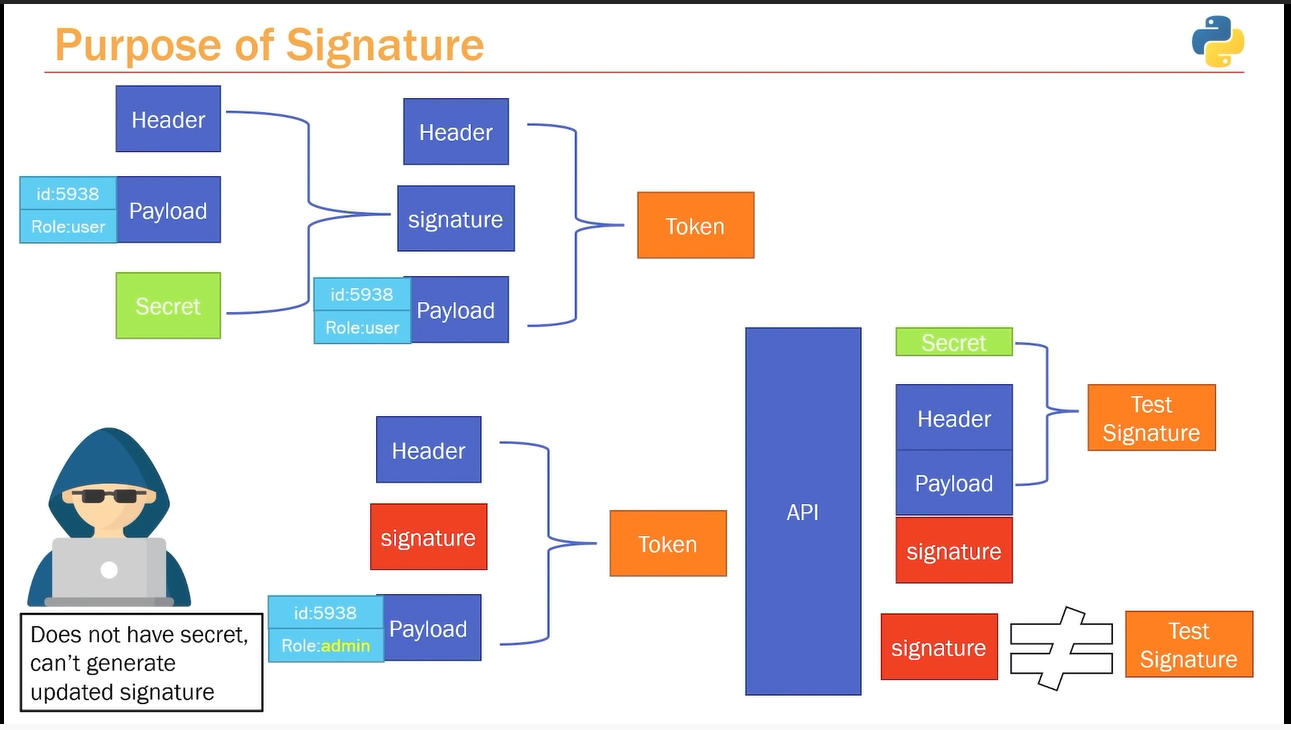 Purpose of Signature
Header
id:5938
Role:user
Payload
Secret
Header
signature
id:5938
Role:user
Payload
Token
Does not have secret,
can't generate
updated signature
Header
signature
id:5938
Role:admin
Payload
Token
API
Secret
Header
Payload
signature
Test
Signature
signature
Test
Signature